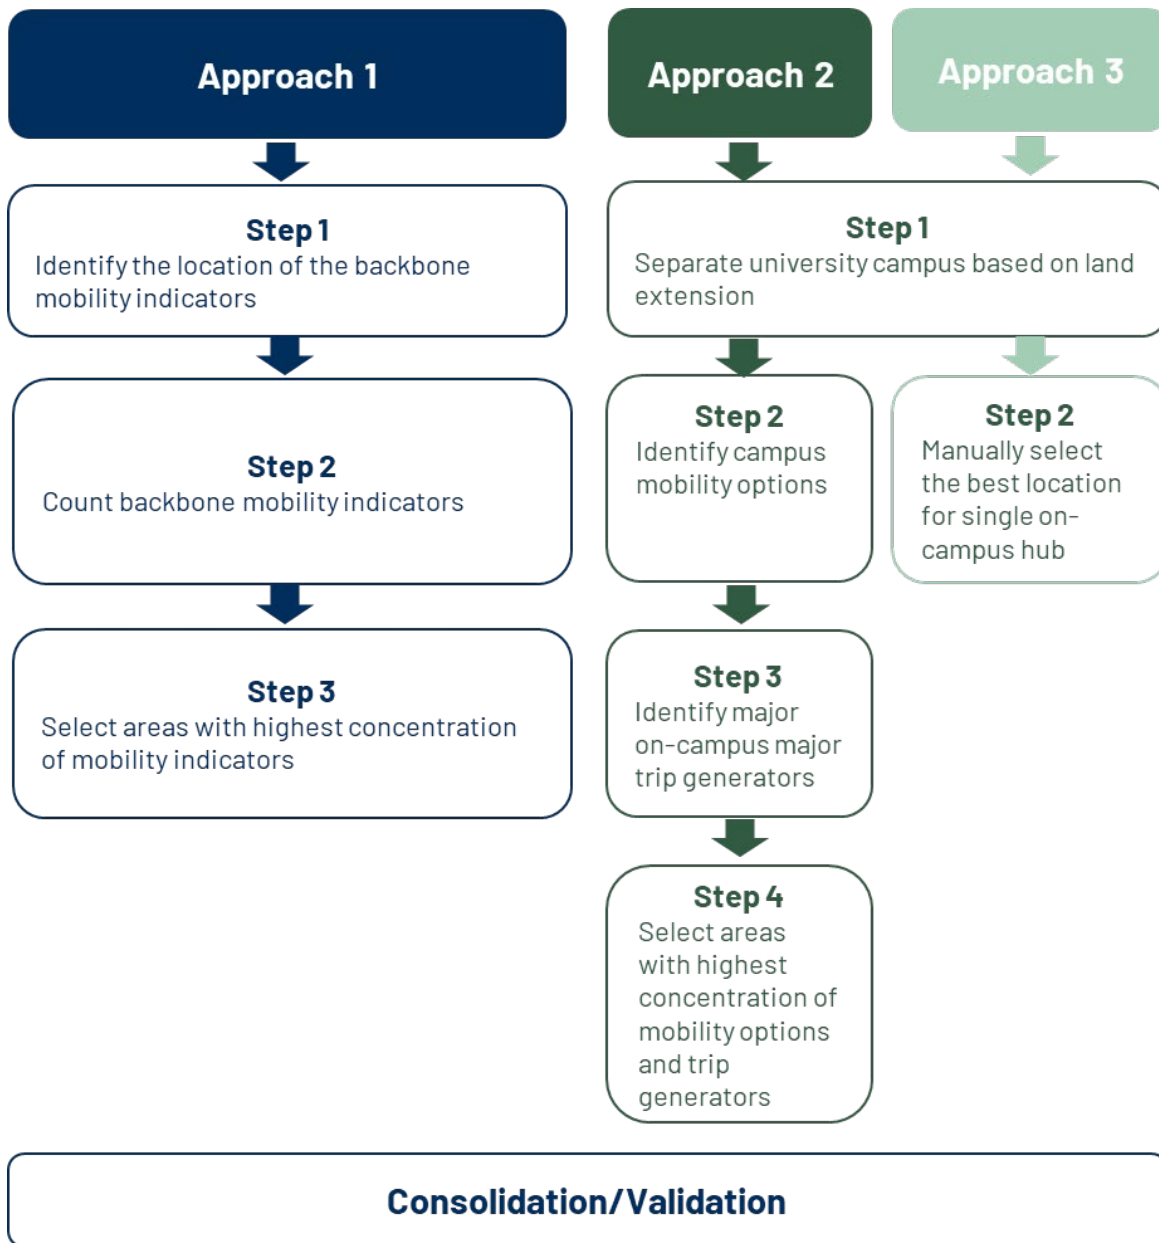 Approach 1
Approach 2
Approach 3
Step 1
Identify the location of the backbone
mobility indicators
Step 1
Separate university campus based on land
extension
Step 2
Count backbone mobility indicators
Step 2
Identify campus
mobility options
Step 2
Manually select
the best location
for single on-
campus hub
Step 3
Select areas with highest concentration
of mobility indicators
Step 3
Identify major
on-campus major
trip generators
Step 4
Select areas
with highest
concentration of
mobility options
and trip
generators
Consolidation/Validation